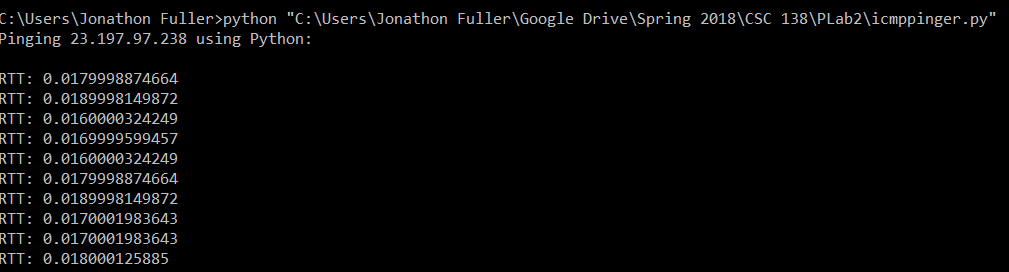 C:\Users\Jonathon Fuller>python "C:\Users\Jonathon Fuller\Google Drive\Spring 2018\CSC 138\PLab2\icmppinger.py"
Pinging 23.197.97.238 using Python:

RTT: 0.0179998874664
RTT: 0.0189998149872
RTT: 0.0160000324249
RTT: 0.0169999599457
RTT: 0.0160000324249
RTT: 0.0179998874664
RTT: 0.0189998149872
RTT: 0.0170001983643
RTT: 0.0170001983643
RTT: 0.018000125885